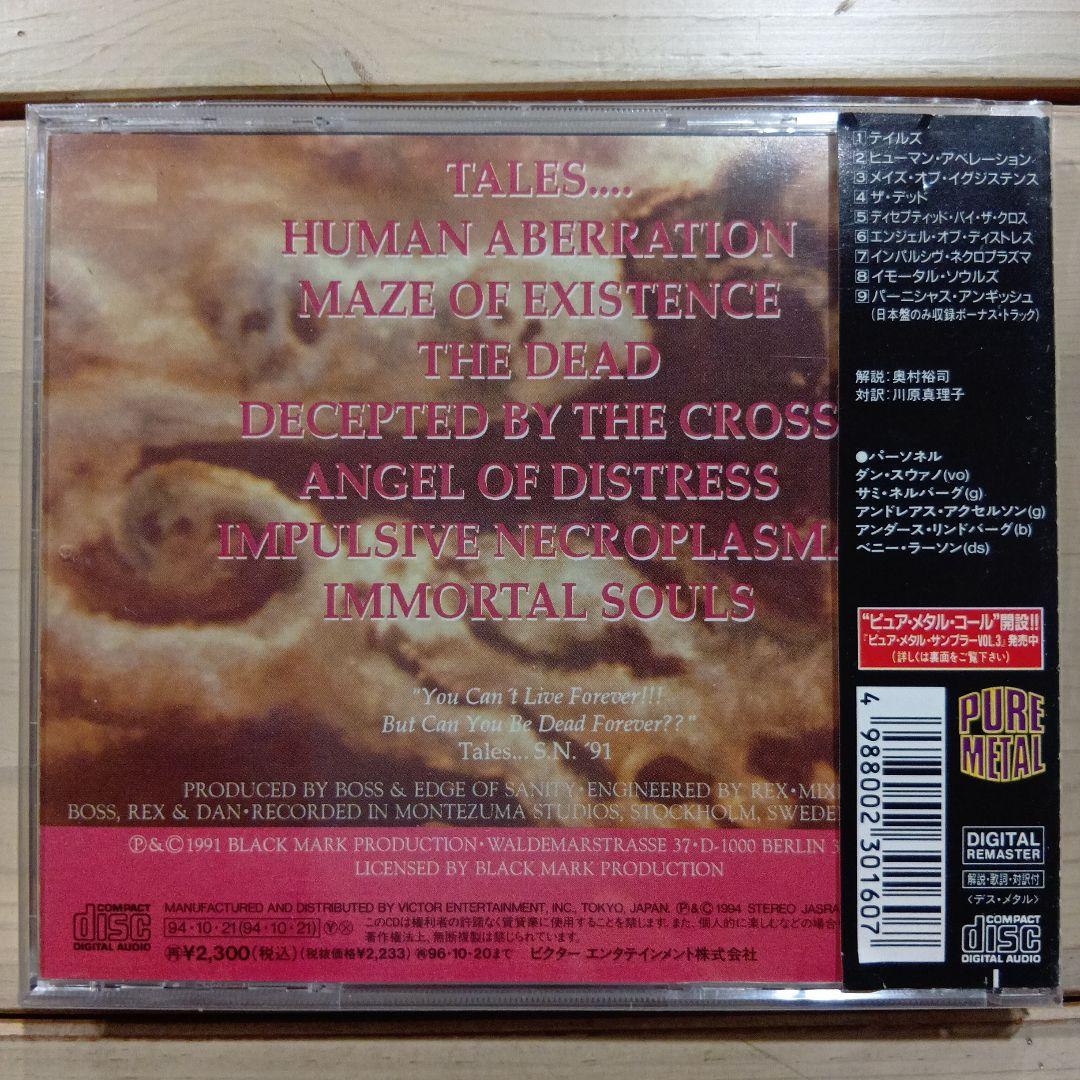 TALES....
HUMAN ABERRATION
MAZE OF EXISTENCE
THE DEAD
DECEPTED BY THE CROSS
ANGEL OF DISTRESS
IMPULSIVE NECROPLASMA
IMMORTAL SOULS
"You Can´t Live Forever!!!
But Can You Be Dead Forever??"
Tales... S.N. ´91
PRODUCED BY BOSS & EDGE OF SANITY·ENGINEERED BY REX·MIX
BOSS, REX & DAN·RECORDED IN MONTEZUMA STUDIOS, STOCKHOLM, SWEDE
Ⓟ&Ⓒ 1991 BLACK MARK PRODUCTION·WALDEMARSTRASSE 37·D-1000 BERLIN 3
LICENSED BY BLACK MARK PRODUCTION
COMPACT disc DIGITAL AUDIO
MANUFACTURED AND DISTRIBUTED BY VICTOR ENTERTAINMENT, INC., TOKYO, JAPAN. Ⓟ&Ⓒ 1994 STEREO JASRA
94·10·21(94·10·21) Ⓨ このCDは権利者の許諾なく賃貸業に使用することを禁じます。また、個人的に楽しむなどの場合
著作権法上、無断複製は禁じられています。
再¥2,300(税込)(税抜価格¥2,233)再96·10·20まで ビクター エンタテインメント株式会社
1 テイルズ
2 ヒューマン・アベレーション
3 メイズ・オブ・イグジステンス
4 ザ・デッド
5 ディセプティッド・バイ・ザ・クロス
6 エンジェル・オブ・ディストレス
7 インパルシヴ・ネクロプラズマ
8 イモータル・ソウルズ
9 パーニシャス・アンギッシュ
(日本盤のみ収録ボーナス・トラック)
解説:奥村裕司
対訳:川原真理子
●パーソネル
ダン・スウァノ(vo)
サミ・ネルバーグ(g)
アンドレアス・アクセルソン(g)
アンダース・リンドバーグ(b)
ベニー・ラーソン(ds)
“ピュア・メタル・コール”開設!!
『ピュア・メタル・サンプラーVOL.3』発売中
(詳しくは裏面をご覧下さい)
4 988002 301607
PURE METAL
DIGITAL REMASTER
解説・歌詞・対訳付
〈デス・メタル〉
COMPACT disc DIGITAL AUDIO